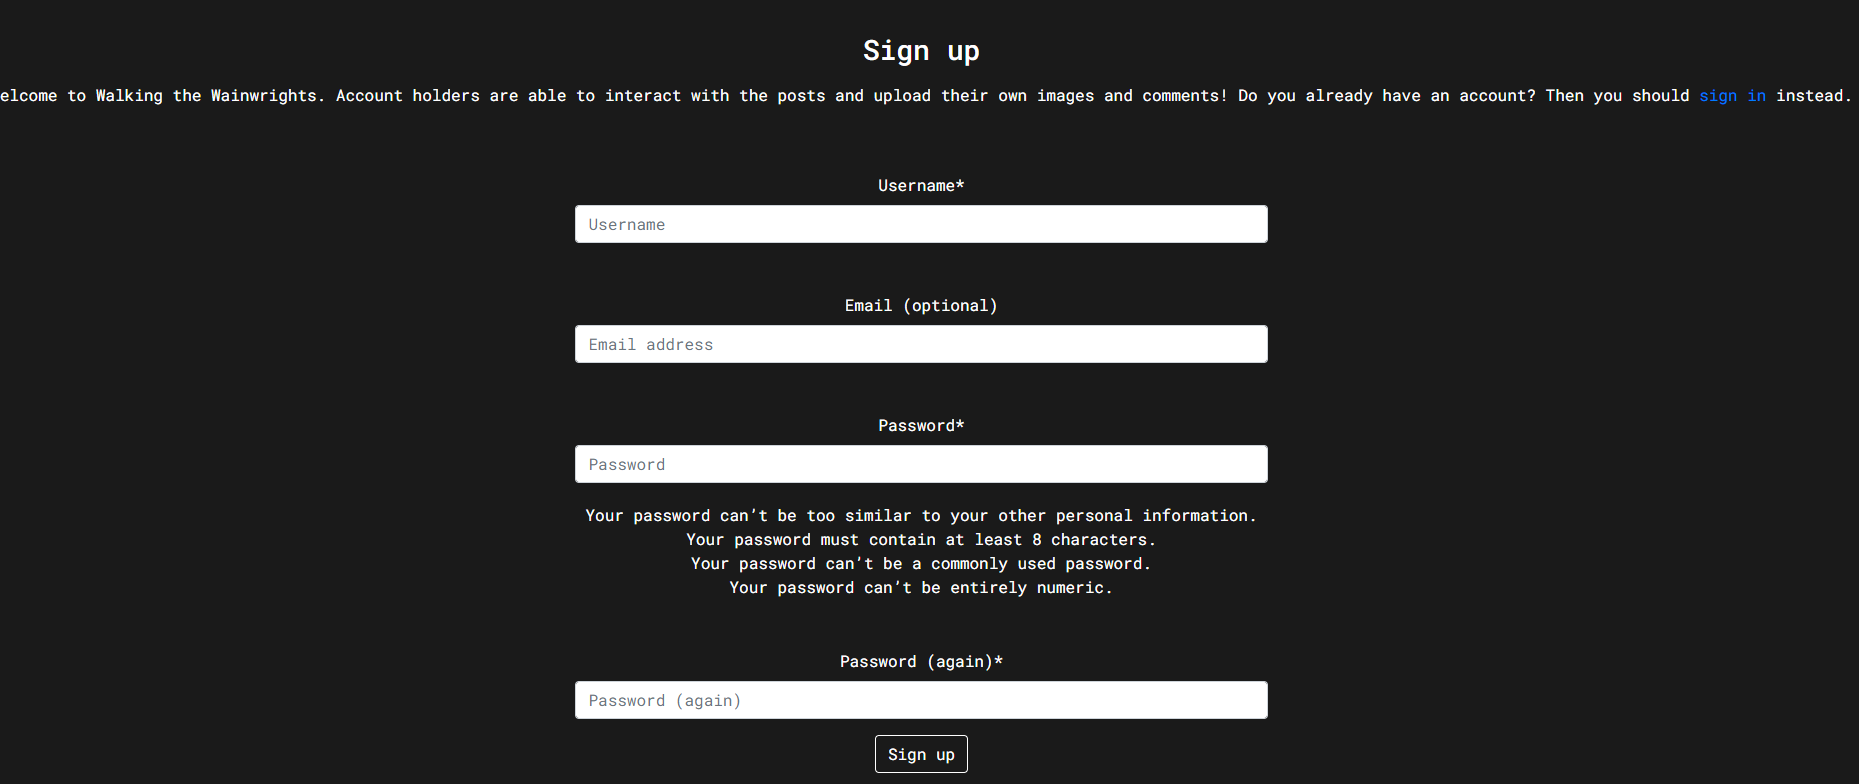 Sign up
elcome to Walking the Wainwrights. Account holders are able to interact with the posts and upload their own images and comments! Do you already have an account? Then you should sign in instead.
Username*
Username
Email (optional)
Email address
Password*
Password
Your password can’t be too similar to your other personal information.
Your password must contain at least 8 characters.
Your password can’t be a commonly used password.
Your password can’t be entirely numeric.
Password (again)*
Password (again)
Sign up